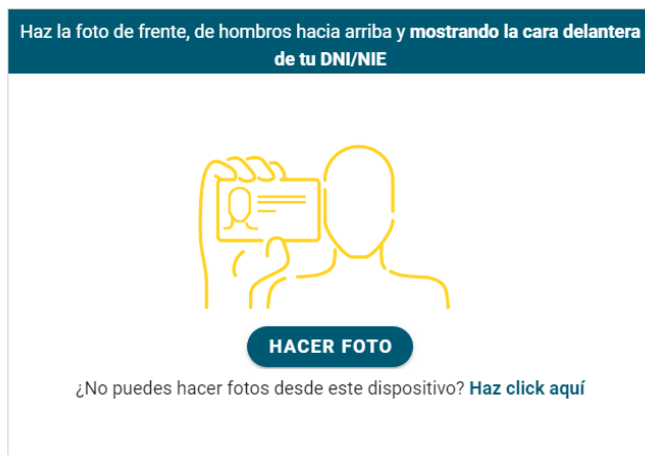 Haz la foto de frente, de hombros hacia arriba y mostrando la cara delantera
de tu DNI/NIE
HACER FOTO
¿No puedes hacer fotos desde este dispositivo? Haz click aquí